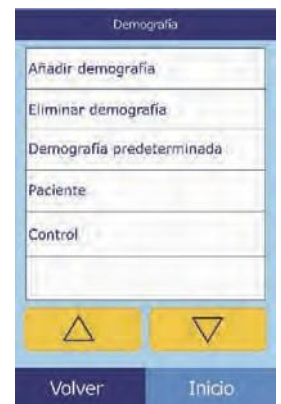 Demografía
Añadir demografía
Eliminar demografía
Demografía predeterminada
Paciente
Control
Volver
Inicio